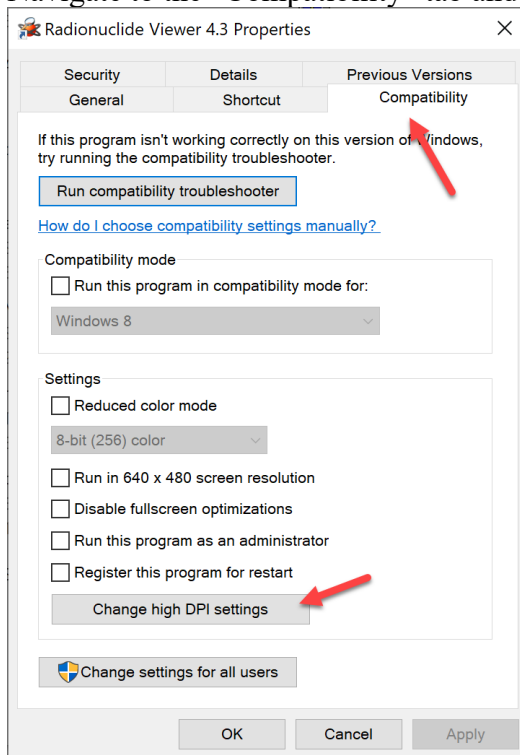 Navigate to the "Compatibility" tab and
Radionuclide Viewer 4.3 Properties
Security Details Previous Versions
General Shortcut Compatibility
If this program isn't working correctly on this version of Windows,
try running the compatibility troubleshooter.
Run compatibility troubleshooter
How do I choose compatibility settings manually?
Compatibility mode
Run this program in compatibility mode for:
Windows 8
Settings
Reduced color mode
8-bit (256) color
Run in 640 x 480 screen resolution
Disable fullscreen optimizations
Run this program as an administrator
Register this program for restart
Change high DPI settings
Change settings for all users
OK Cancel Apply